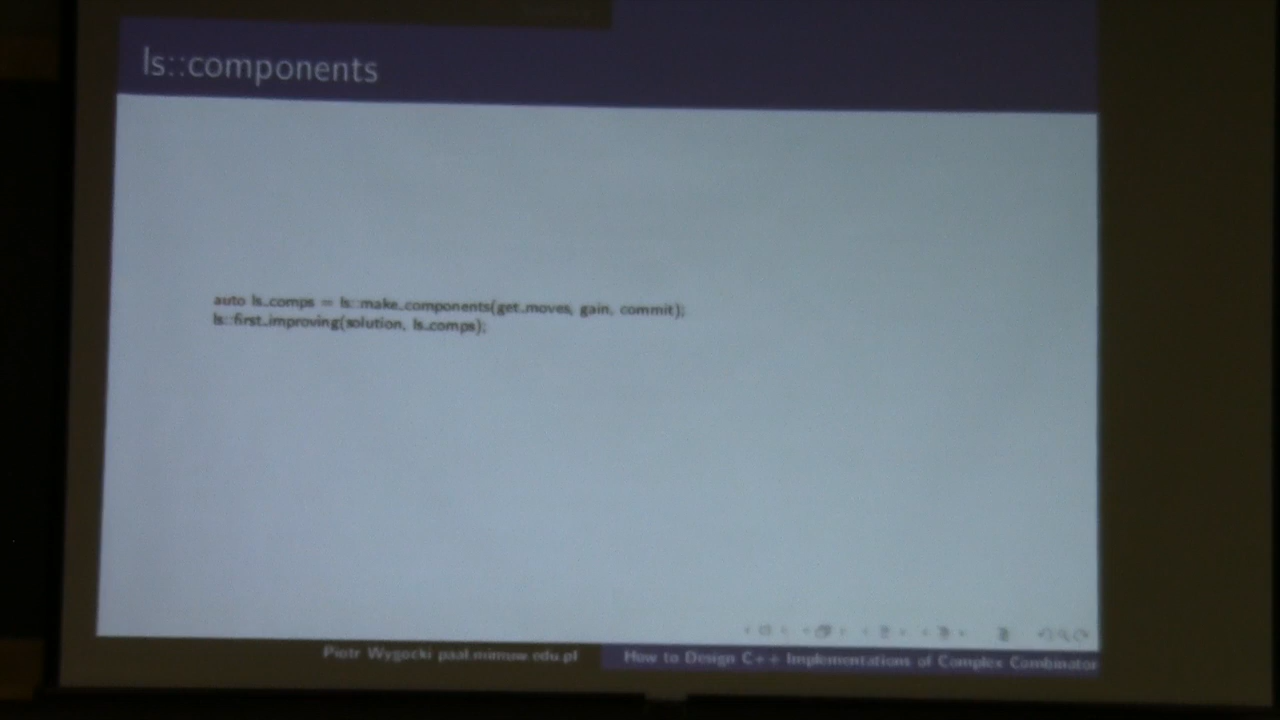 ls::components
auto ls_comps = ls::make_components(get_moves, gain, commit);
ls::first_improving(solution, ls_comps);
Piotr Wygocki paal.mimuw.edu.pl
How to Design C++ Implementations of Complex Combinator